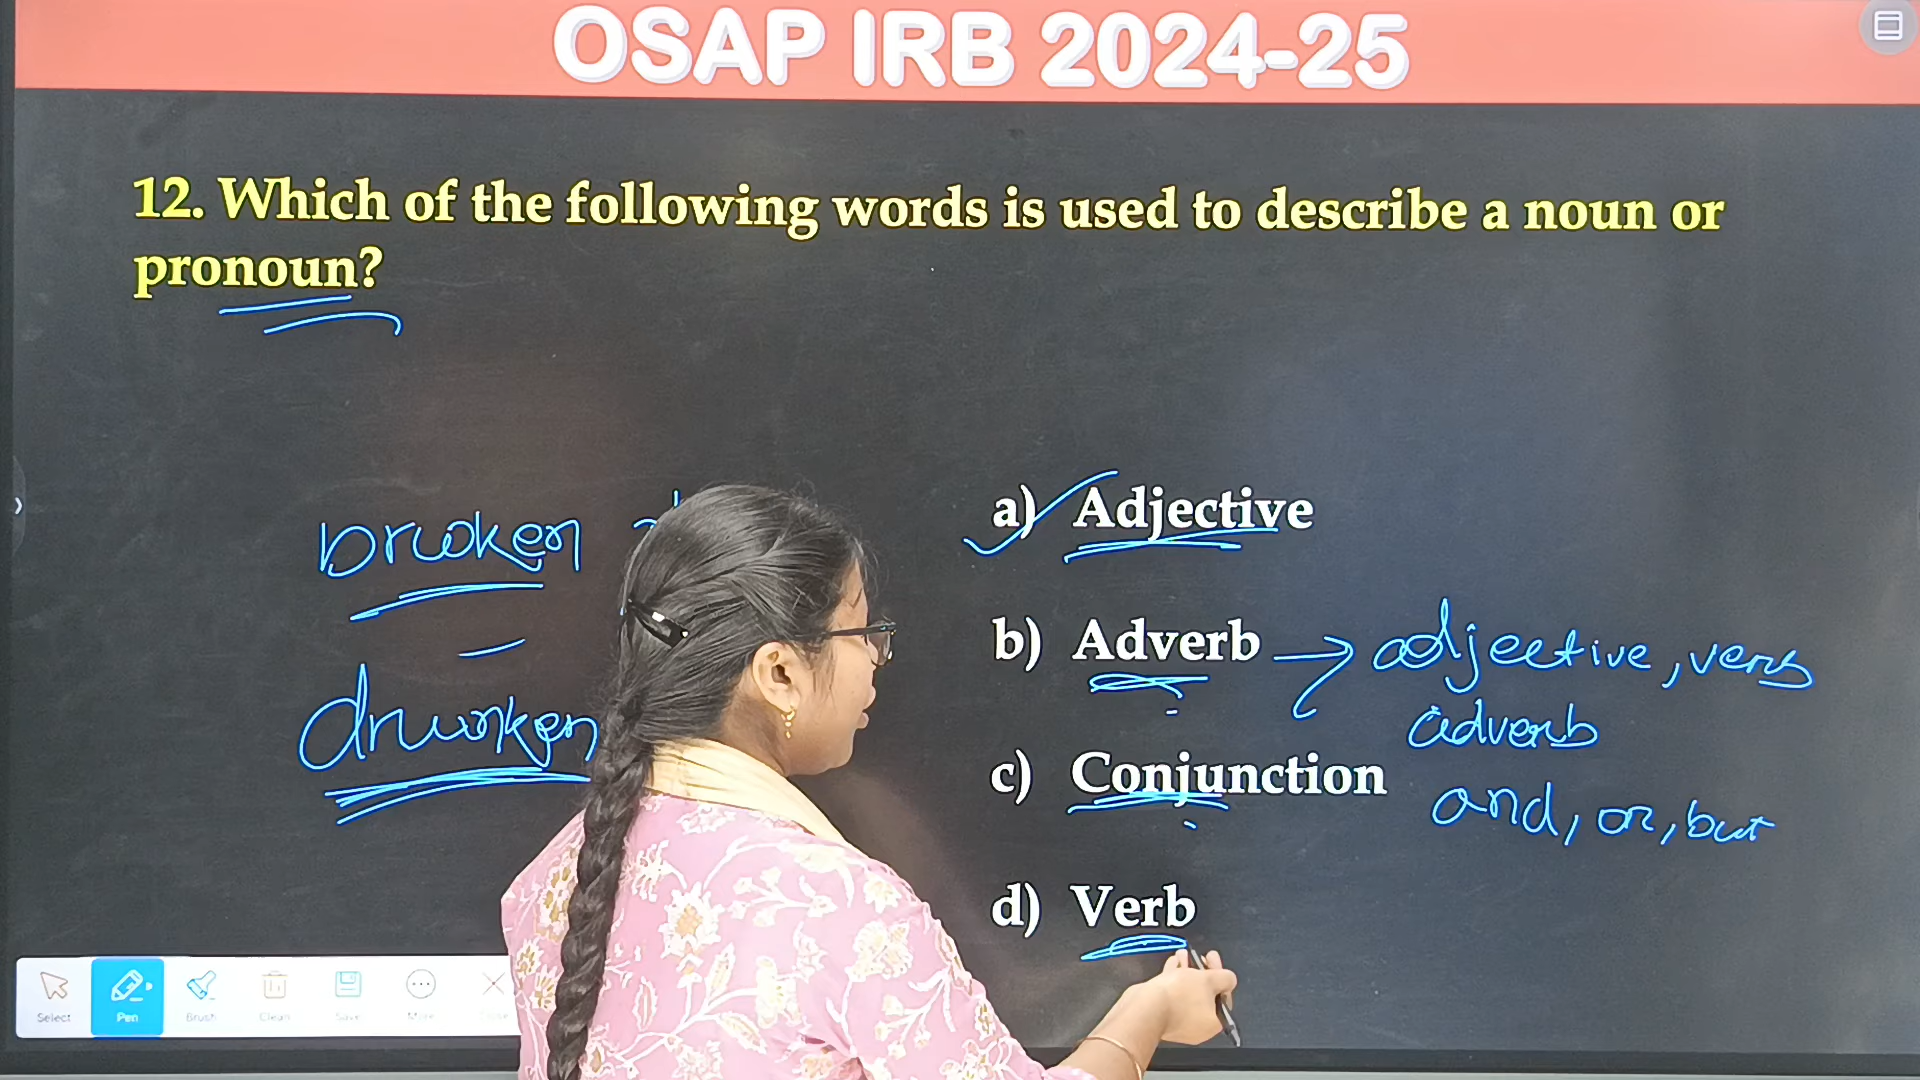 OSAP IRB 2024-25
12. Which of the following words is used to describe a noun or
pronoun?
broken
drunken
a) Adjective
b) Adverb → adjective, verb
adverb
c) Conjunction and, or, but
d) Verb
Select Pen Brush Clean Save More Close